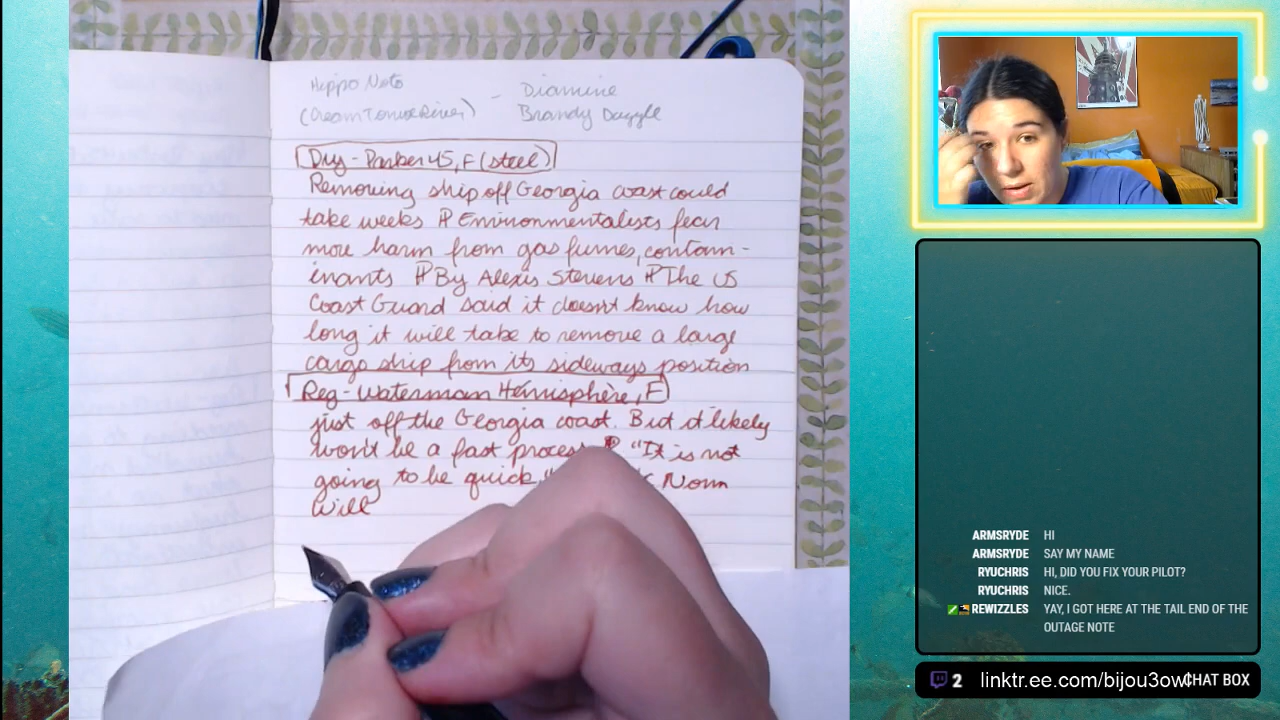 Hippo Noto
(Cream TomoeRiver)
- Diamine
Brandy Dazzle
Dry - Parker 45, F (steel)
Removing ship off Georgia coast could
take weeks ¶ Environmentalists fear
more harm from gas fumes, contam-
inants ¶ By Alexis Stevens ¶ The US
Coast Guard said it doesn't know how
long it will take to remove a large
cargo ship from its sideways position
Reg - Waterman Hémisphère, F
just off the Georgia coast. But it likely
won't be a fast process ¶ "It is not
going to be quick,"
Norm
Will
ARMSRYDE HI
ARMSRYDE SAY MY NAME
RYUCHRIS HI, DID YOU FIX YOUR PILOT?
RYUCHRIS NICE.
REWIZZLES YAY, I GOT HERE AT THE TAIL END OF THE
OUTAGE NOTE
2 linktr.ee.com/bijou3owl
CHAT BOX